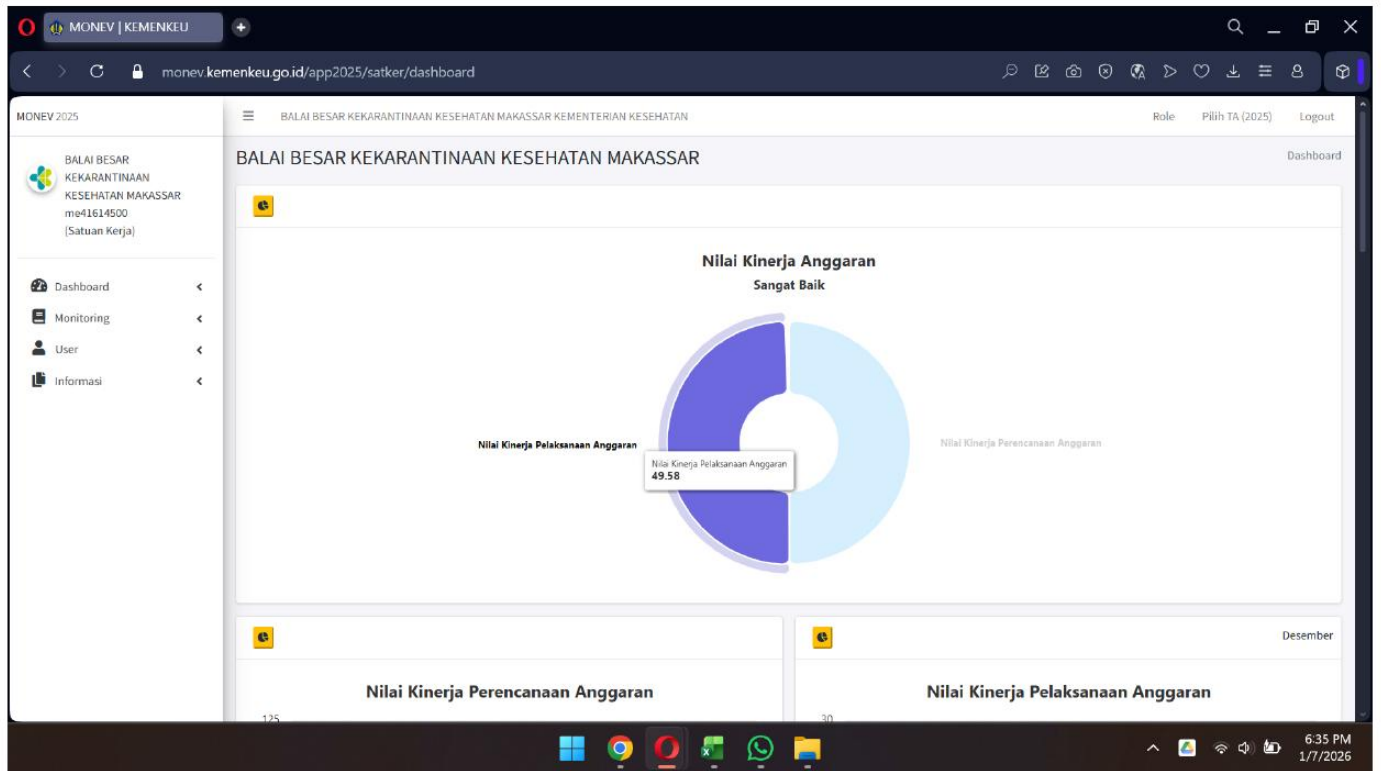 MONEV | KEMENKEU
monev.kemenkeu.go.id/app2025/satker/dashboard
MONEV 2025
BALAI BESAR KEKARANTINAAN KESEHATAN MAKASSAR KEMENTERIAN KESEHATAN
Role Pilih TA (2025) Logout
BALAI BESAR
KEKARANTINAAN
KESEHATAN MAKASSAR
me41614500
(Satuan Kerja)
Dashboard
Monitoring
User
Informasi
BALAI BESAR KEKARANTINAAN KESEHATAN MAKASSAR
Dashboard
Nilai Kinerja Anggaran
Sangat Baik
Nilai Kinerja Pelaksanaan Anggaran
Nilai Kinerja Perencanaan Anggaran
Nilai Kinerja Pelaksanaan Anggaran
49.58
Desember
Nilai Kinerja Perencanaan Anggaran
125
Nilai Kinerja Pelaksanaan Anggaran
30
6:35 PM
1/7/2026